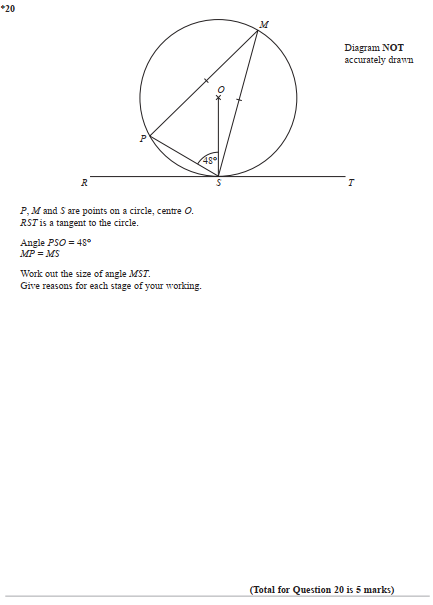 *20
M
Diagram NOT
accurately drawn
O
P
48°
R
S
T
P, M and S are points on a circle, centre O.
RST is a tangent to the circle.
Angle PSO = 48°
MP = MS
Work out the size of angle MST.
Give reasons for each stage of your working.
(Total for Question 20 is 5 marks)